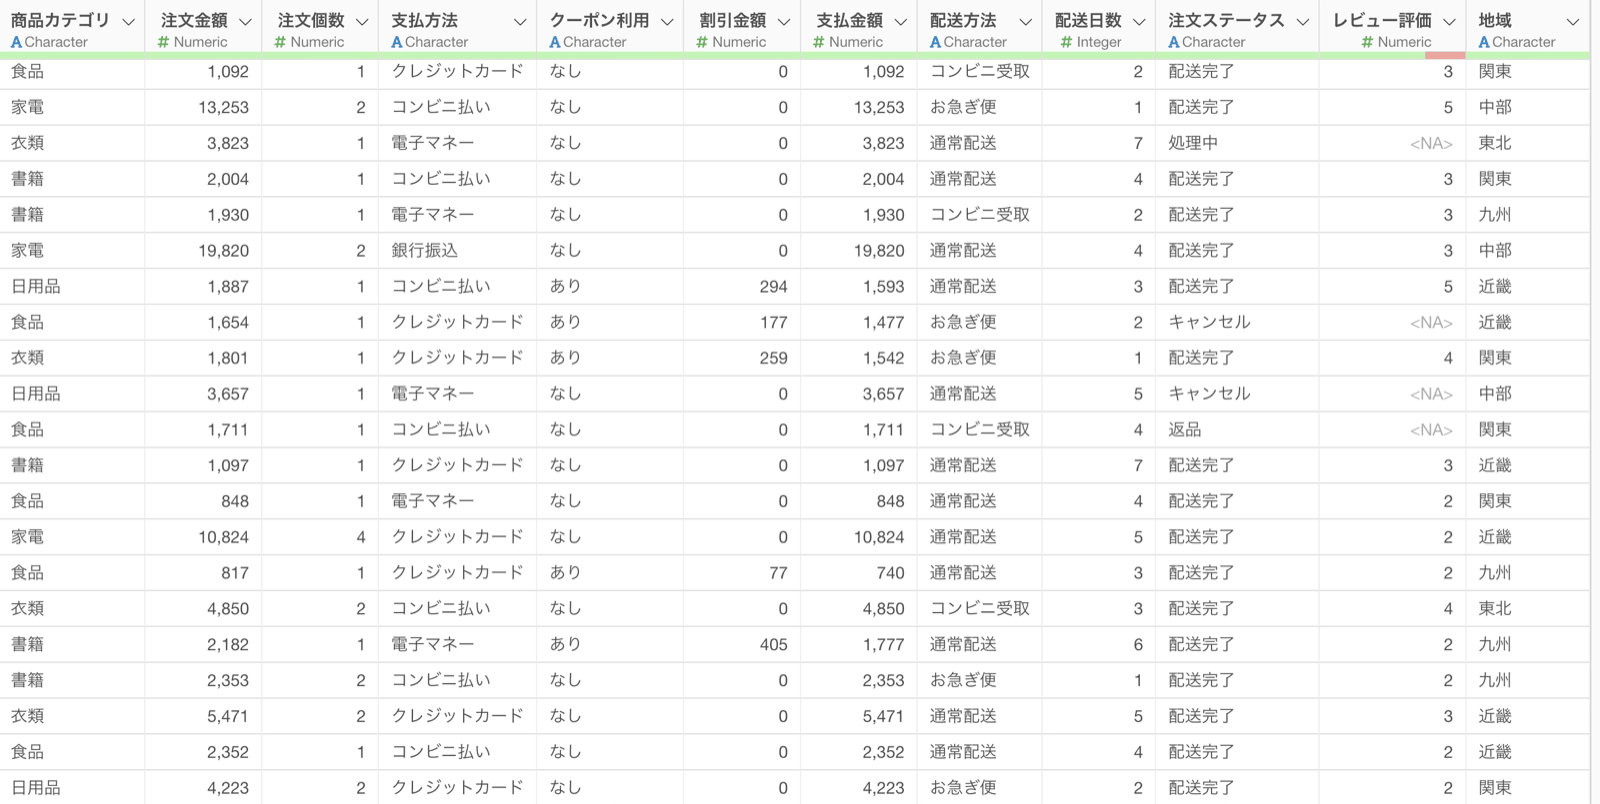 商品カテゴリ 注文金額 注文個数 支払方法 クーポン利用 割引金額 支払金額 配送方法 配送日数 注文ステータス レビュー評価 地域
A Character # Numeric # Numeric A Character A Character # Numeric # Numeric A Character # Integer A Character # Numeric A Character
食品 1,092 1 クレジットカード なし 0 1,092 コンビニ受取 2 配送完了 3 関東
家電 13,253 2 コンビニ払い なし 0 13,253 お急ぎ便 1 配送完了 5 中部
衣類 3,823 1 電子マネー なし 0 3,823 通常配送 7 処理中 <NA> 東北
書籍 2,004 1 コンビニ払い なし 0 2,004 通常配送 4 配送完了 3 関東
書籍 1,930 1 電子マネー なし 0 1,930 コンビニ受取 2 配送完了 3 九州
家電 19,820 2 銀行振込 なし 0 19,820 通常配送 4 配送完了 3 中部
日用品 1,887 1 コンビニ払い あり 294 1,593 通常配送 3 配送完了 5 近畿
食品 1,654 1 クレジットカード あり 177 1,477 お急ぎ便 2 キャンセル <NA> 近畿
衣類 1,801 1 クレジットカード あり 259 1,542 お急ぎ便 1 配送完了 4 関東
日用品 3,657 1 電子マネー なし 0 3,657 通常配送 5 キャンセル <NA> 中部
食品 1,711 1 コンビニ払い なし 0 1,711 コンビニ受取 4 返品 <NA> 関東
書籍 1,097 1 クレジットカード なし 0 1,097 通常配送 7 配送完了 3 近畿
食品 848 1 電子マネー なし 0 848 通常配送 4 配送完了 2 関東
家電 10,824 4 クレジットカード なし 0 10,824 通常配送 5 配送完了 2 近畿
食品 817 1 クレジットカード あり 77 740 通常配送 3 配送完了 2 九州
衣類 4,850 2 コンビニ払い なし 0 4,850 コンビニ受取 3 配送完了 4 東北
書籍 2,182 1 電子マネー あり 405 1,777 通常配送 6 配送完了 2 九州
書籍 2,353 2 コンビニ払い なし 0 2,353 お急ぎ便 1 配送完了 2 九州
衣類 5,471 2 クレジットカード なし 0 5,471 通常配送 5 配送完了 3 近畿
食品 2,352 1 コンビニ払い なし 0 2,352 通常配送 4 配送完了 2 近畿
日用品 4,223 2 クレジットカード なし 0 4,223 お急ぎ便 2 配送完了 2 関東